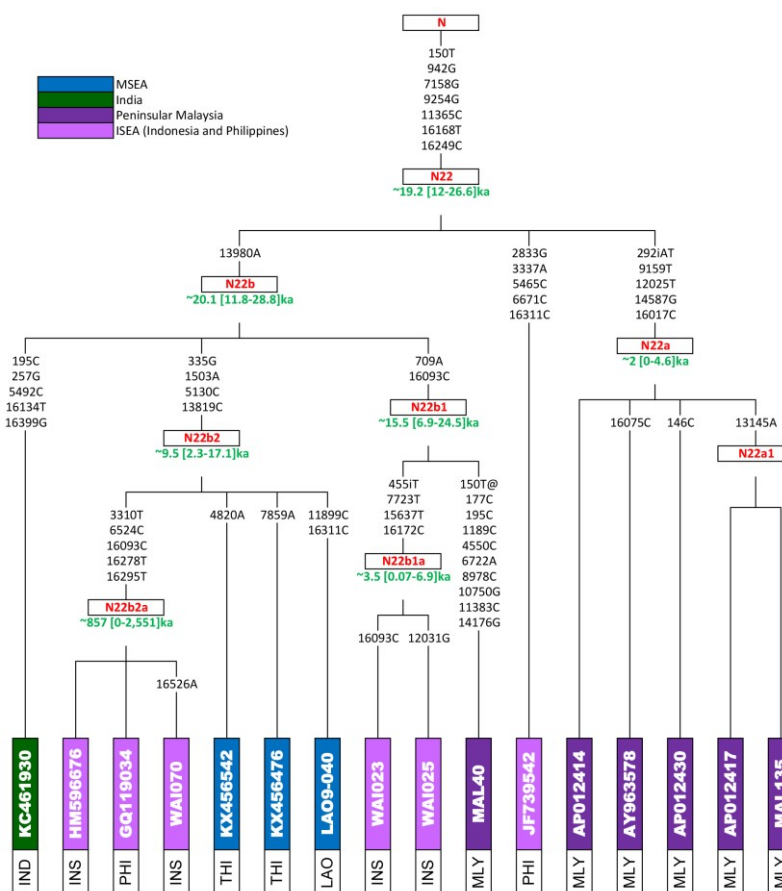 N
150T
942G
7158G
9254G
11365C
16168T
16249C
MSEA
India
Peninsular Malaysia
ISEA (Indonesia and Philippines)
N22
~19.2 [12-26.6]ka
13980A
N22b
~20.1 [11.8-28.8]ka
2833G
3337A
5465C
6671C
16311C
292iAT
9159T
12025T
14587G
16017C
N22a
~2 [0-4.6]ka
195C
257G
5492C
16134T
16399G
335G
1503A
5130C
13819C
N22b2
~9.5 [2.3-17.1]ka
709A
16093C
N22b1
~15.5 [6.9-24.5]ka
16075C
146C
13145A
N22a1
3310T
6524C
16093C
16278T
16295T
N22b2a
~857 [0-2,551]ka
4820A
7859A
11899C
16311C
455iT
7723T
15637T
16172C
N22b1a
~3.5 [0.07-6.9]ka
150T@
177C
195C
1189C
4550C
6722A
8978C
10750G
11383C
14176G
16526A
16093C
12031G
KC461930
HM596676
GQ119034
WAI070
KX456542
KX456476
LAO9-040
WAI023
WAI025
MAL40
JF739542
AP012414
AY963578
AP012430
AP012417
MAL135
IND
INS
PHI
INS
THI
THI
LAO
INS
INS
MLY
PHI
MLY
MLY
MLY
MLY
MLY